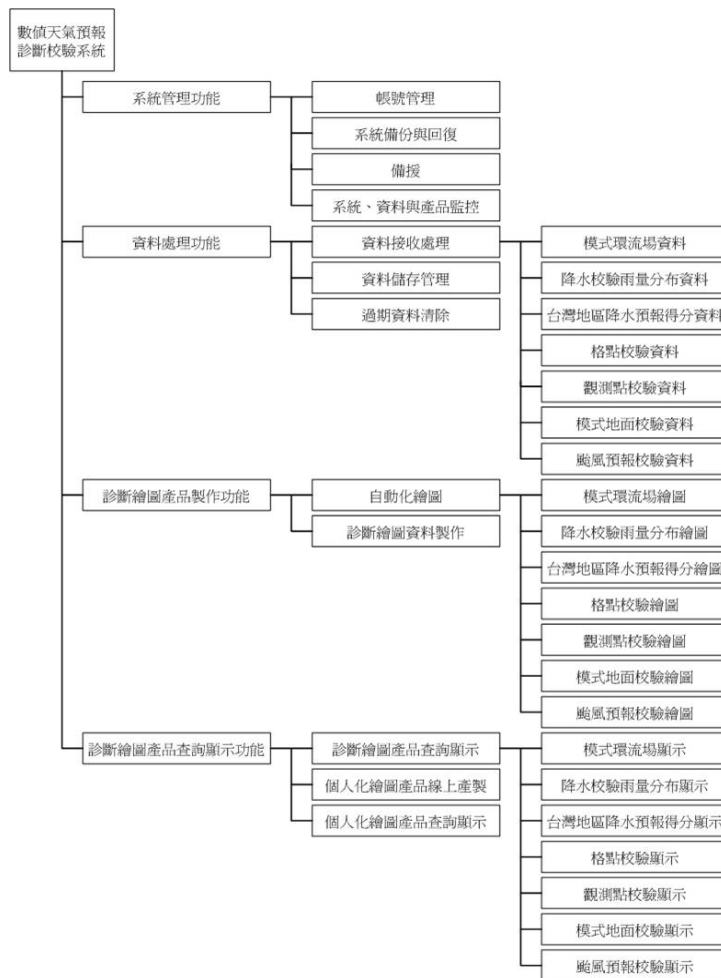 數值天氣預報
診斷校驗系統
系統管理功能
帳號管理
系統備份與回復
備援
系統、資料與產品監控
資料處理功能
資料接收處理
模式環流場資料
資料儲存管理
降水校驗雨量分布資料
過期資料清除
台灣地區降水預報得分資料
格點校驗資料
觀測點校驗資料
模式地面校驗資料
颱風預報校驗資料
診斷繪圖產品製作功能
自動化繪圖
模式環流場繪圖
診斷繪圖資料製作
降水校驗雨量分布繪圖
台灣地區降水預報得分繪圖
格點校驗繪圖
觀測點校驗繪圖
模式地面校驗繪圖
颱風預報校驗繪圖
診斷繪圖產品查詢顯示功能
診斷繪圖產品查詢顯示
模式環流場顯示
個人化繪圖產品線上產製
降水校驗雨量分布顯示
個人化繪圖產品查詢顯示
台灣地區降水預報得分顯示
格點校驗顯示
觀測點校驗顯示
模式地面校驗顯示
颱風預報校驗顯示